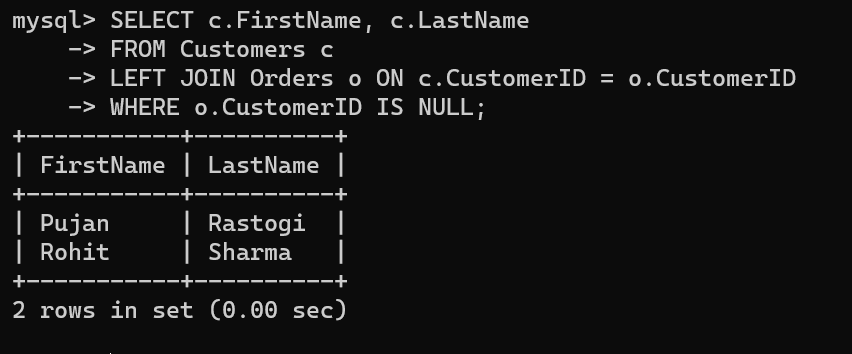 mysql> SELECT c.FirstName, c.LastName
    -> FROM Customers c
    -> LEFT JOIN Orders o ON c.CustomerID = o.CustomerID
    -> WHERE o.CustomerID IS NULL;
+-----------+----------+
| FirstName | LastName |
+-----------+----------+
| Pujan     | Rastogi  |
| Rohit     | Sharma   |
+-----------+----------+
2 rows in set (0.00 sec)